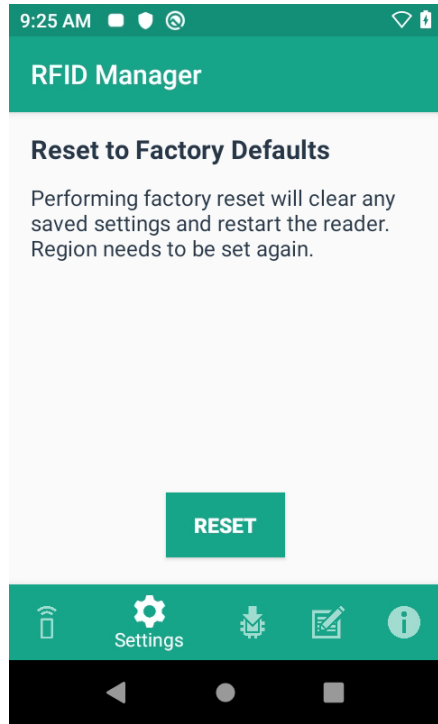 9:25 AM
RFID Manager
Reset to Factory Defaults
Performing factory reset will clear any
saved settings and restart the reader.
Region needs to be set again.
RESET
Settings